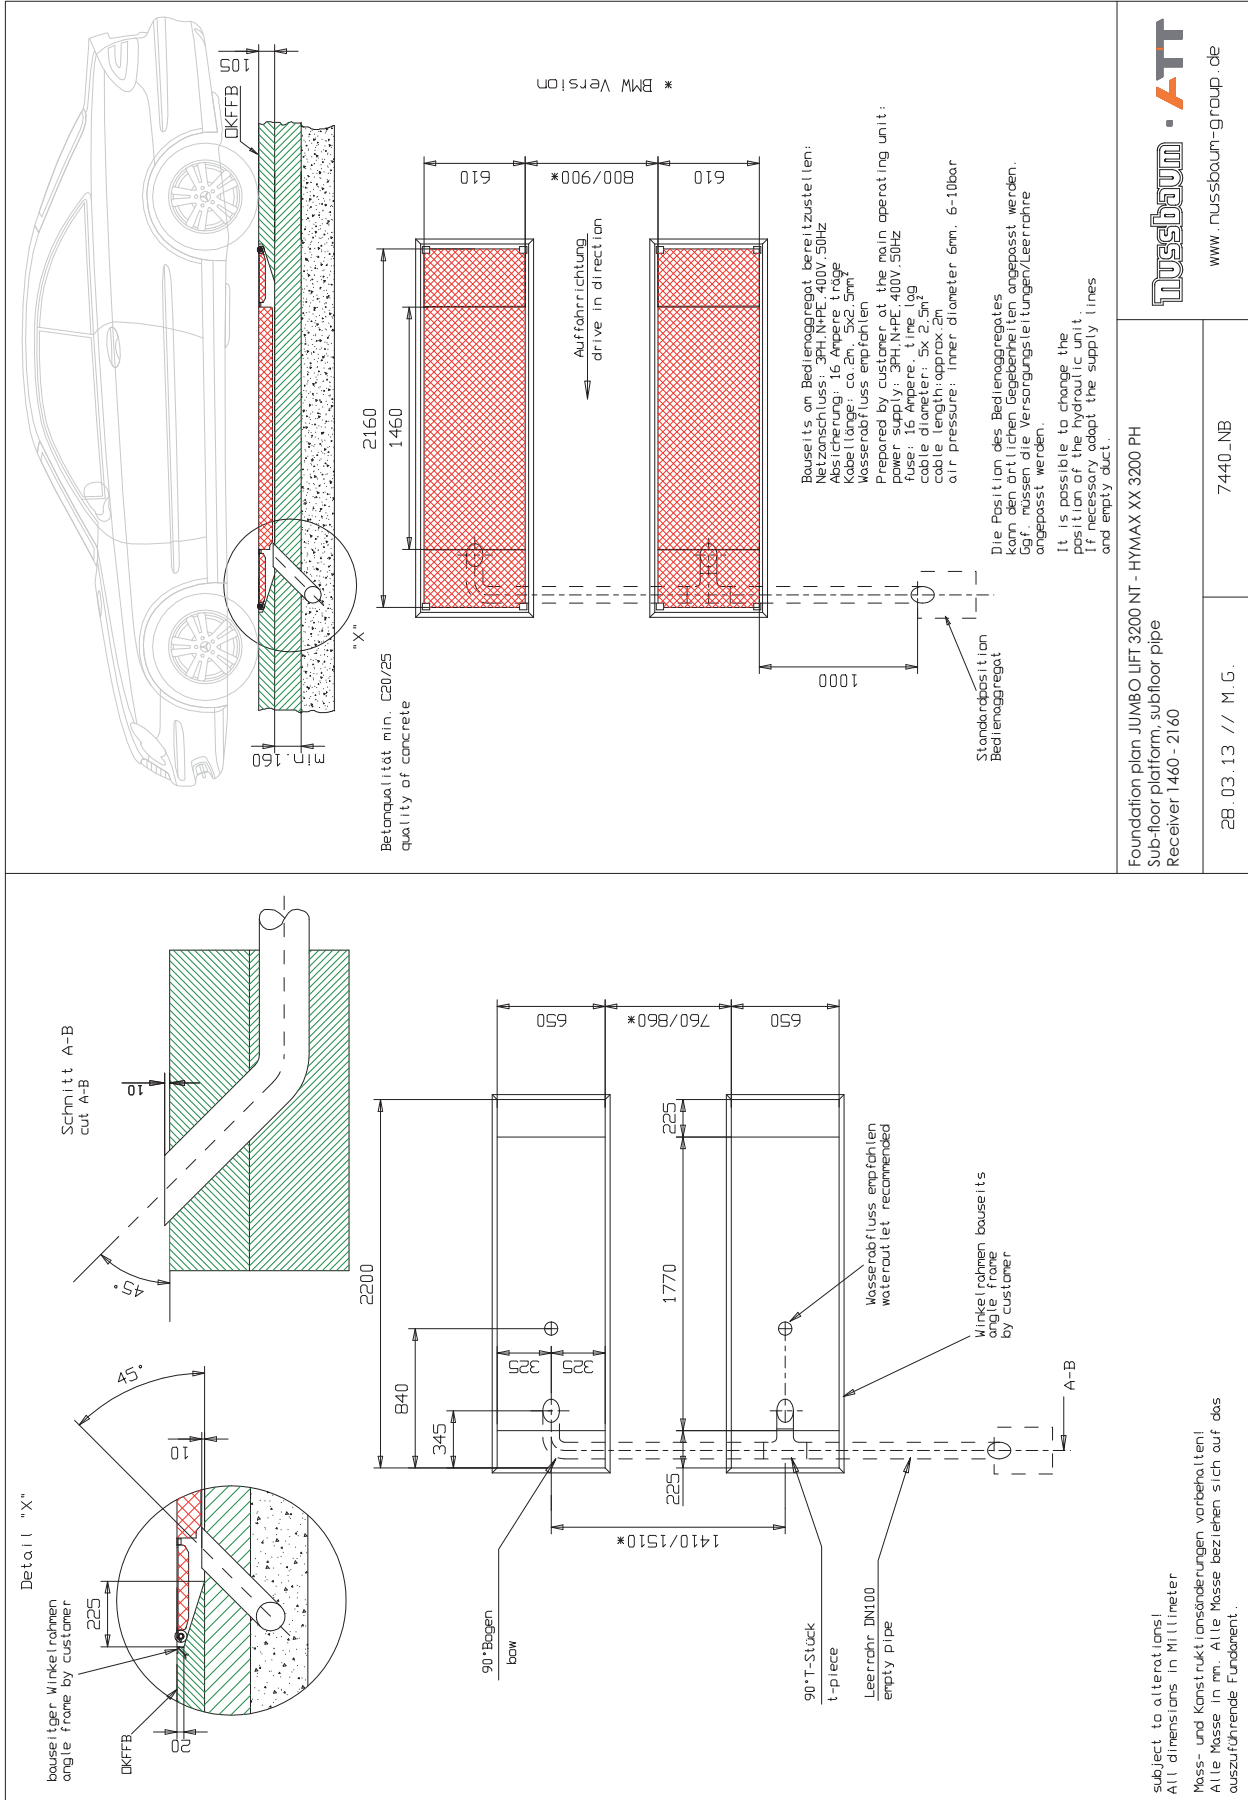 Detail "X"
bauseitger Winkelrahmen
angle frame by customer
OKFFB
20
225
10
45°
Schnitt A-B
cut A-B
10
45°
2200
840
345
325
325
650
760/860*
650
225
1770
225
1410/1510*
90°Bogen
bow
90°T-Stück
t-piece
Leerrohr DN100
empty pipe
Wasserabfluss empfohlen
wateroutlet recommended
Winkelrahmen bauseits
angle frame
by customer
A-B
subject to alterations!
All dimensions in Millimeter
Mass- und Konstruktionsänderungen vorbehalten!
Alle Masse in mm. Alle Masse beziehen sich auf das
auszuführende Fundament.
105
OKFFB
min.160
"X"
Betonqualität min. C20/25
quality of concrete
* BMW Version
2160
1460
610
800/900*
610
Auffahrrichtung
drive in direction
1000
Standardposition
Bedienaggregat
Bauseits am Bedienaggregat bereitzustellen:
Netzanschluss: 3PH,N+PE,400V,50Hz
Absicherung: 16 Ampere träge
Kabellänge: ca.2m, 5x2.5mm²
Wasserabfluss empfohlen
Prepared by customer at the main operating unit:
power supply: 3PH,N+PE,400V,50Hz
fuse: 16 Ampere, time lag
cable diameter: 5x 2.5m²
cable length:approx.2m
air pressure: inner diameter 6mm, 6-10bar
Die Position des Bedienaggregates
kann den örtlichen Gegebenheiten angepasst werden.
Ggf. müssen die Versorgungsleitungen/Leerrohre
angepasst werden.
It is possible to change the
position of the hydraulic unit.
If necessary adapt the supply lines
and empty duct.
Foundation plan JUMBO LIFT 3200 NT - HYMAX XX 3200 PH
Sub-floor platform, subfloor pipe
Receiver 1460 - 2160
28.03.13 // M.G.
7440_NB
nussbaum · ATT
www.nussbaum-group.de